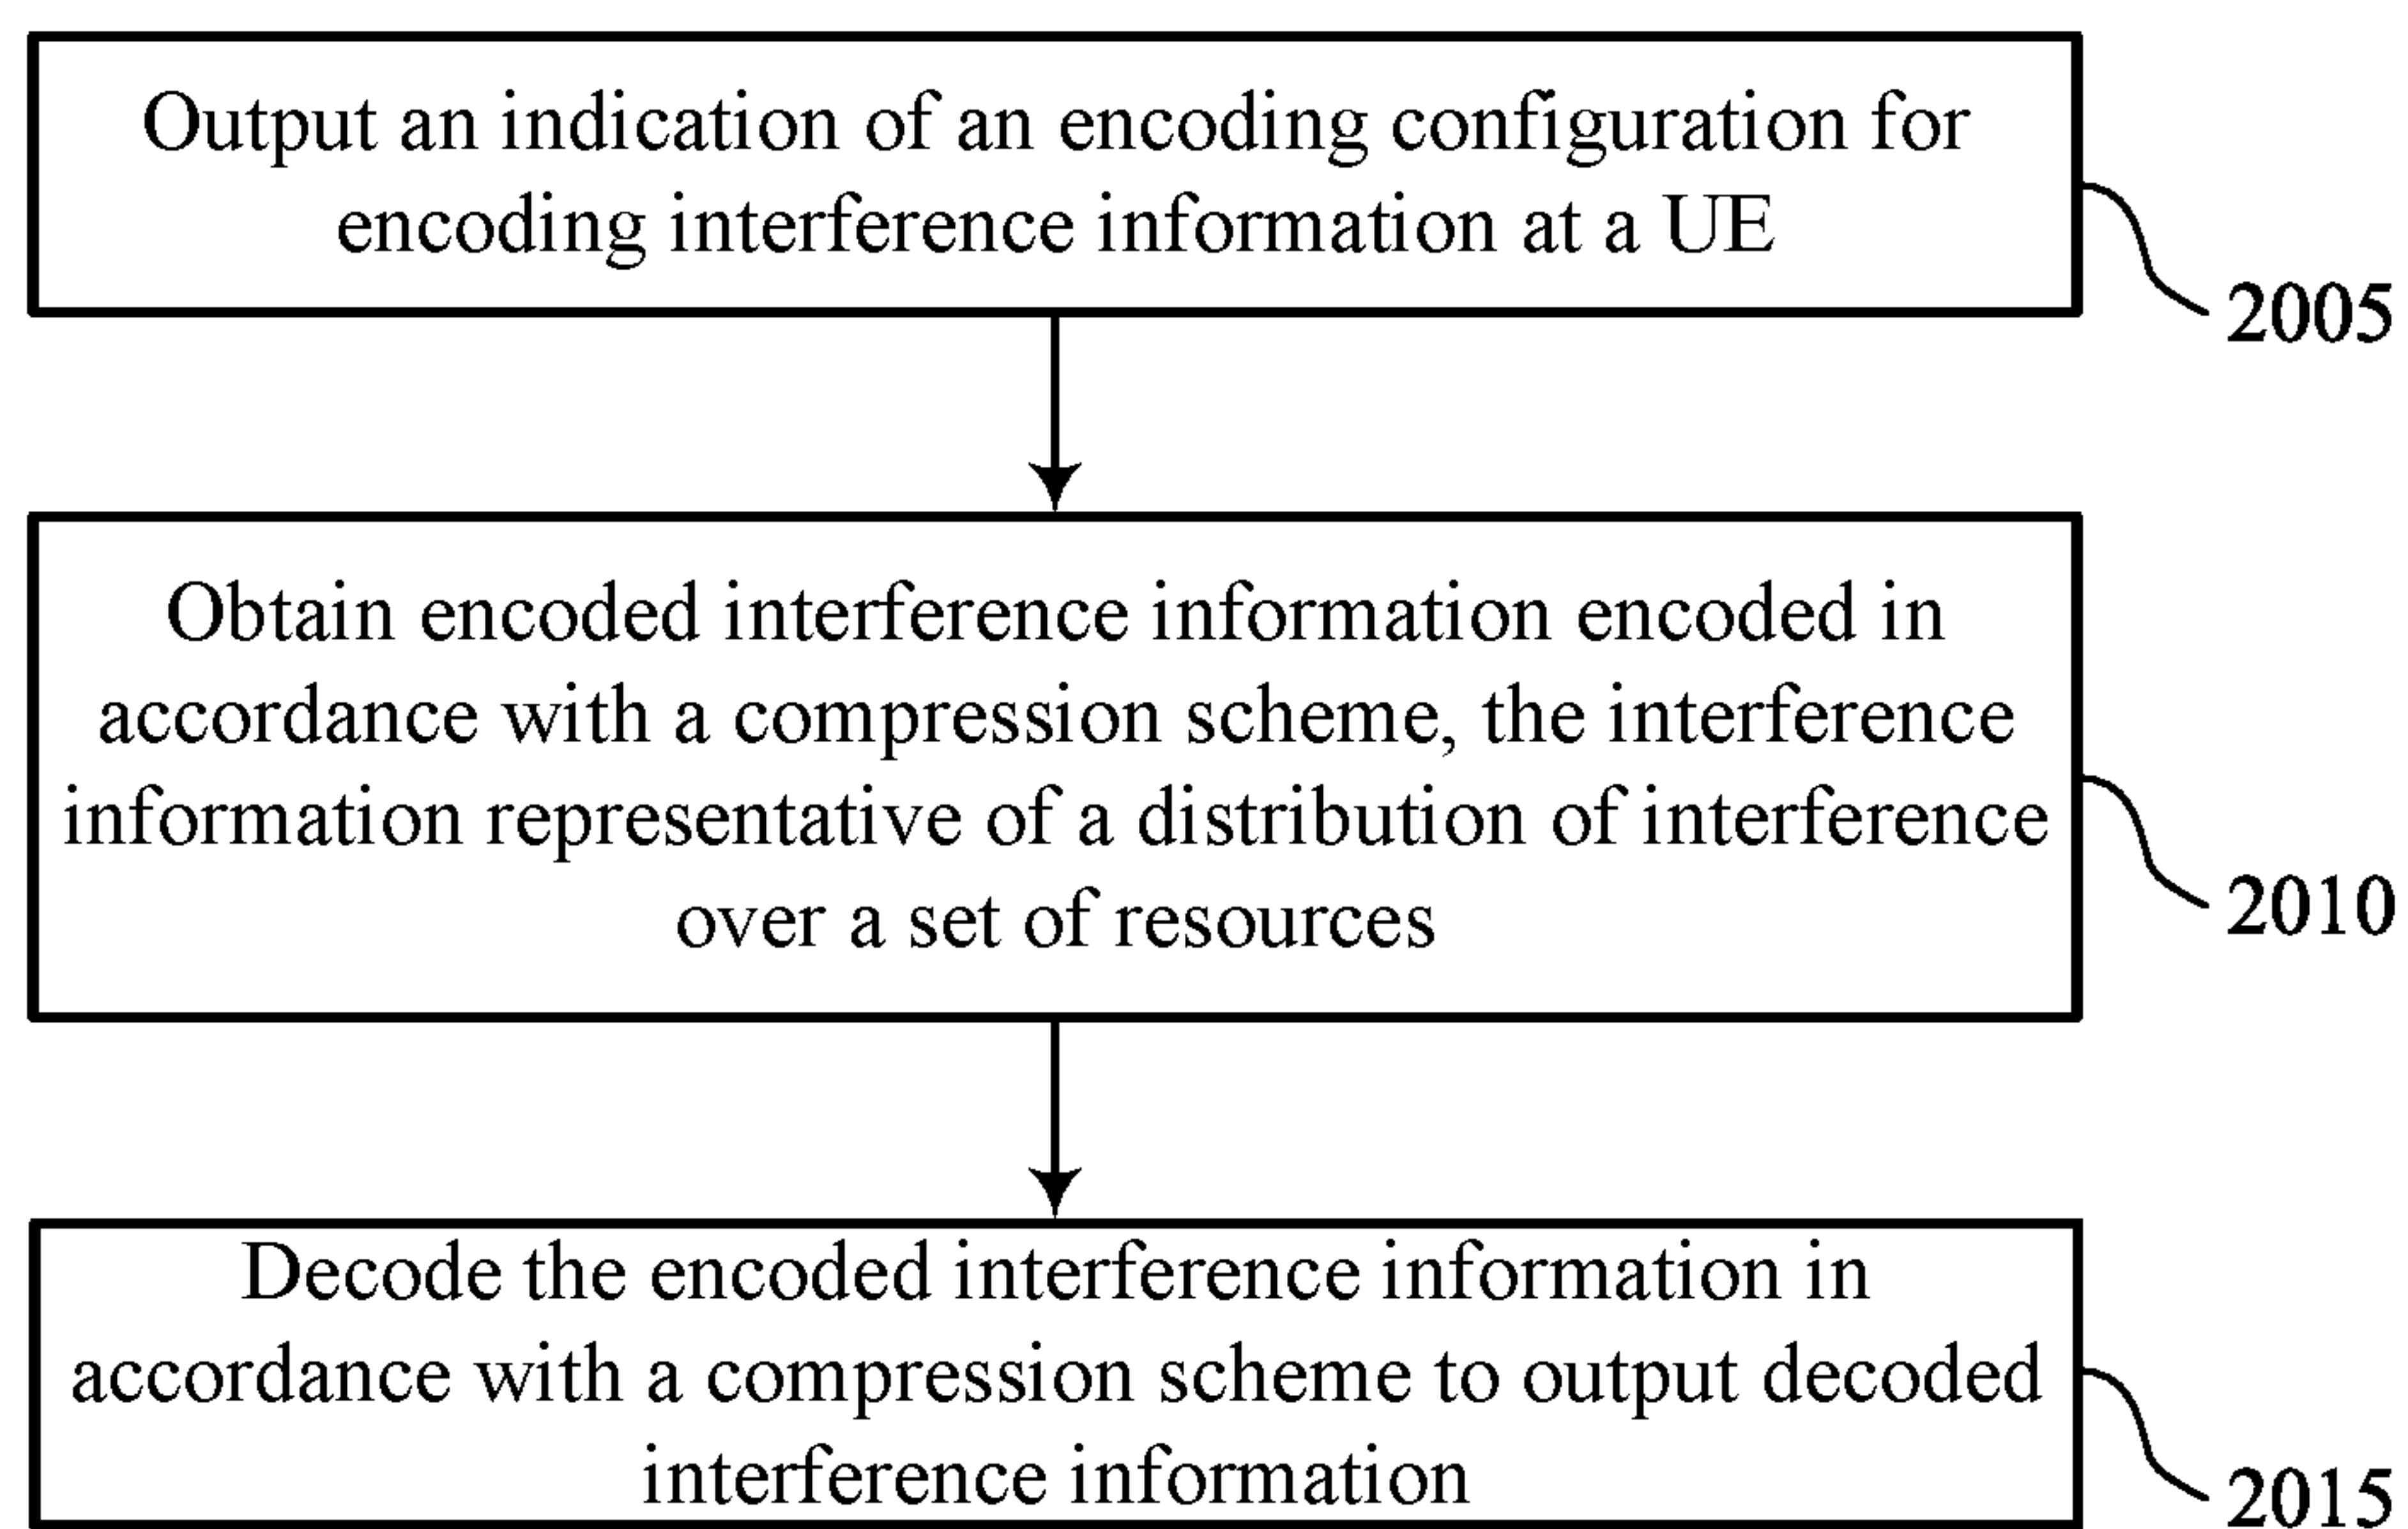 Output an indication of an encoding configuration for
encoding interference information at a UE
2005
Obtain encoded interference information encoded in
accordance with a compression scheme, the interference
information representative of a distribution of interference
over a set of resources
2010
Decode the encoded interference information in
accordance with a compression scheme to output decoded
interference information
2015